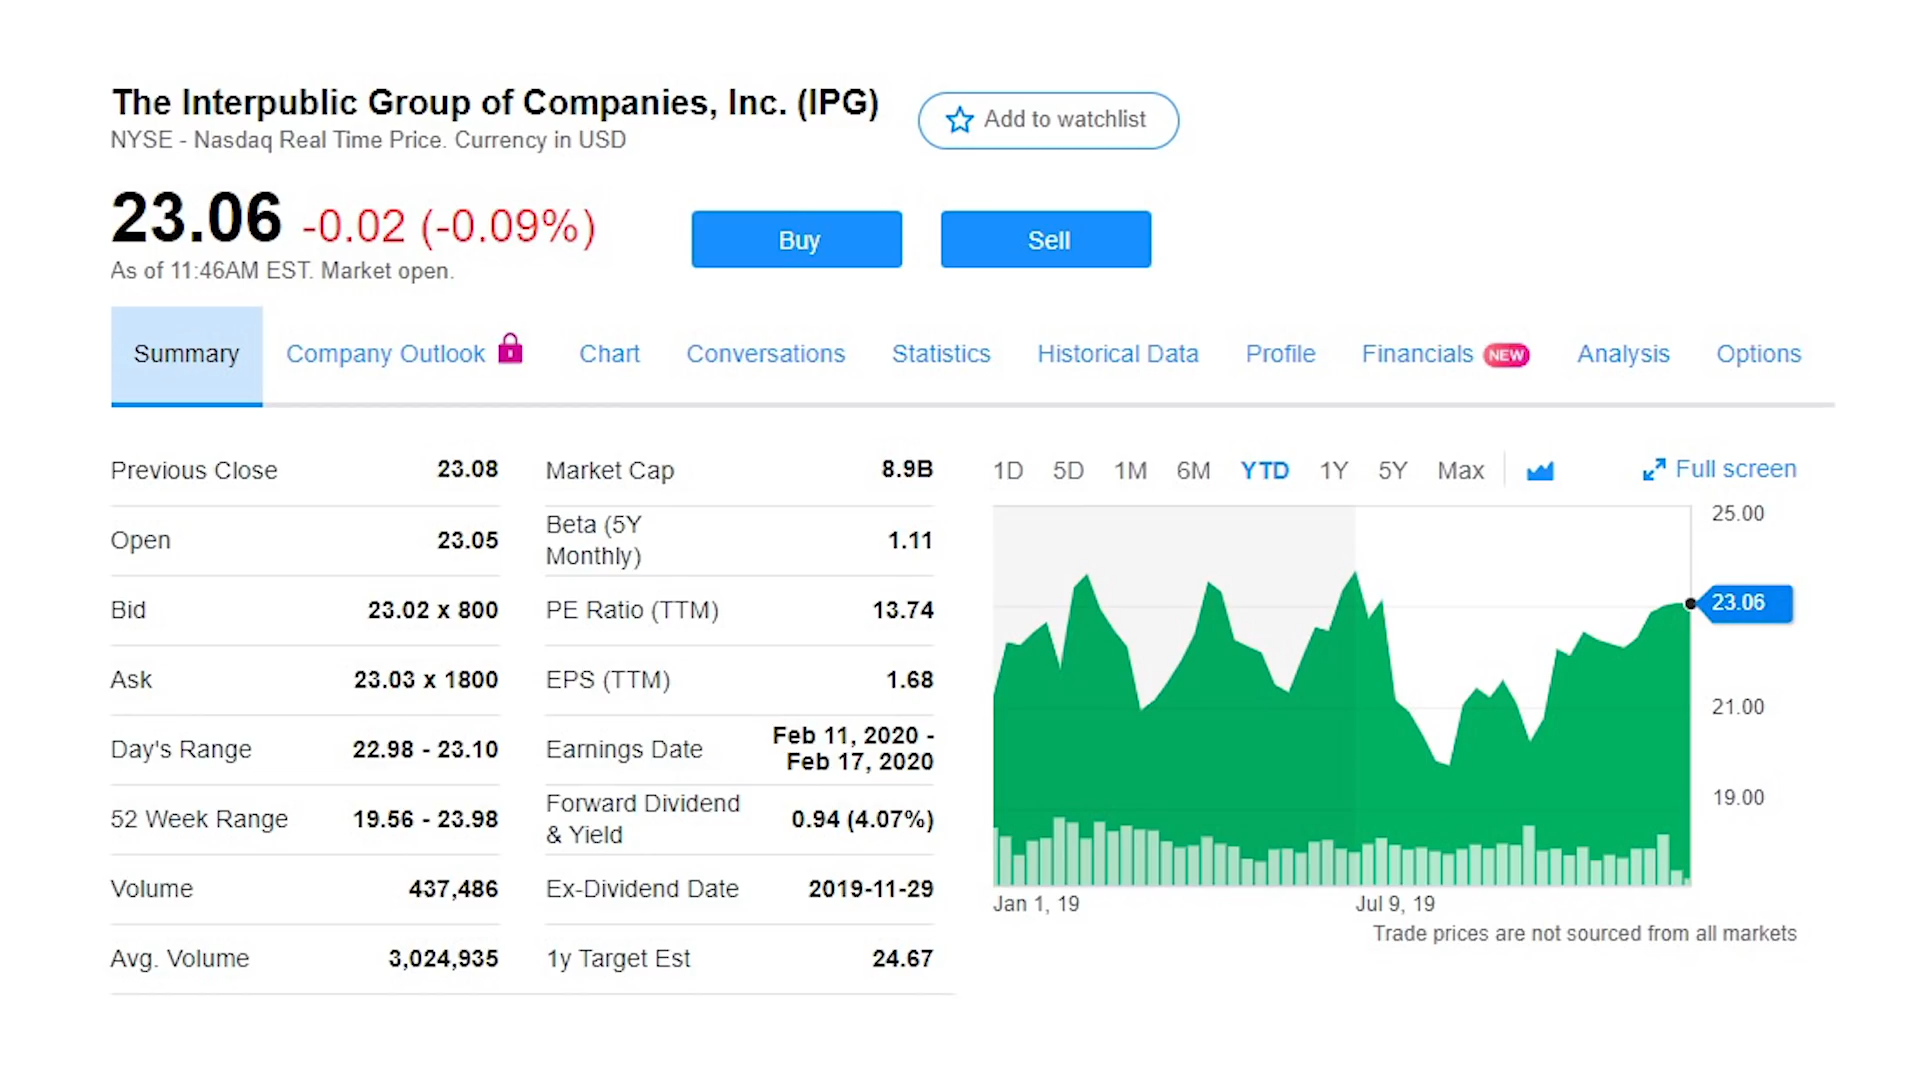 The Interpublic Group of Companies, Inc. (IPG)
Add to watchlist
NYSE - Nasdaq Real Time Price. Currency in USD
23.06 -0.02 (-0.09%)
As of 11:46AM EST. Market open.
Buy
Sell
Summary Company Outlook Chart Conversations Statistics Historical Data Profile Financials NEW Analysis Options
Previous Close 23.08
Open 23.05
Bid 23.02 x 800
Ask 23.03 x 1800
Day's Range 22.98 - 23.10
52 Week Range 19.56 - 23.98
Volume 437,486
Avg. Volume 3,024,935
Market Cap 8.9B
Beta (5Y
Monthly) 1.11
PE Ratio (TTM) 13.74
EPS (TTM) 1.68
Earnings Date Feb 11, 2020 -
Feb 17, 2020
Forward Dividend
& Yield 0.94 (4.07%)
Ex-Dividend Date 2019-11-29
1y Target Est 24.67
1D 5D 1M 6M YTD 1Y 5Y Max Full screen
25.00
23.06
21.00
19.00
Jan 1, 19 Jul 9, 19
Trade prices are not sourced from all markets